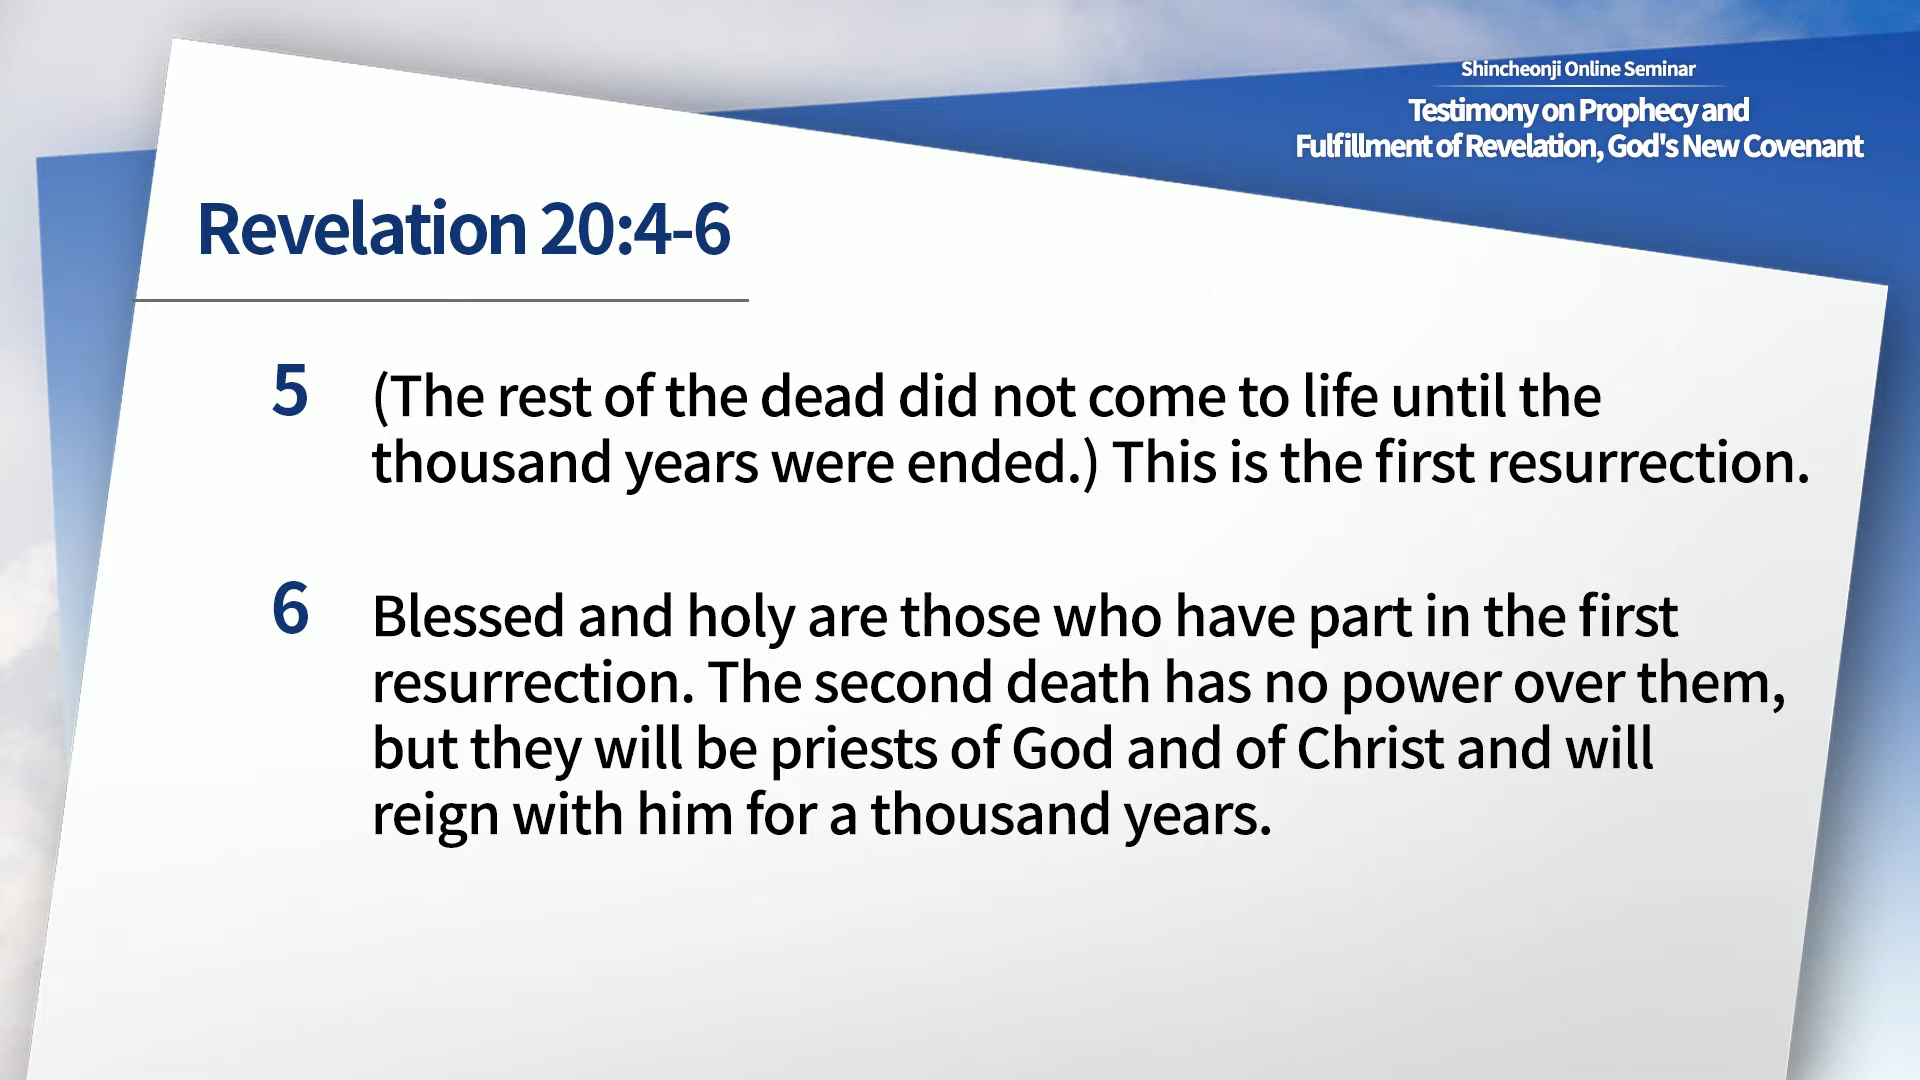 Shincheonji Online Seminar
Testimony on Prophecy and
Fulfillment of Revelation, God's New Covenant
Revelation 20:4-6
5 (The rest of the dead did not come to life until the
thousand years were ended.) This is the first resurrection.
6 Blessed and holy are those who have part in the first
resurrection. The second death has no power over them,
but they will be priests of God and of Christ and will
reign with him for a thousand years.